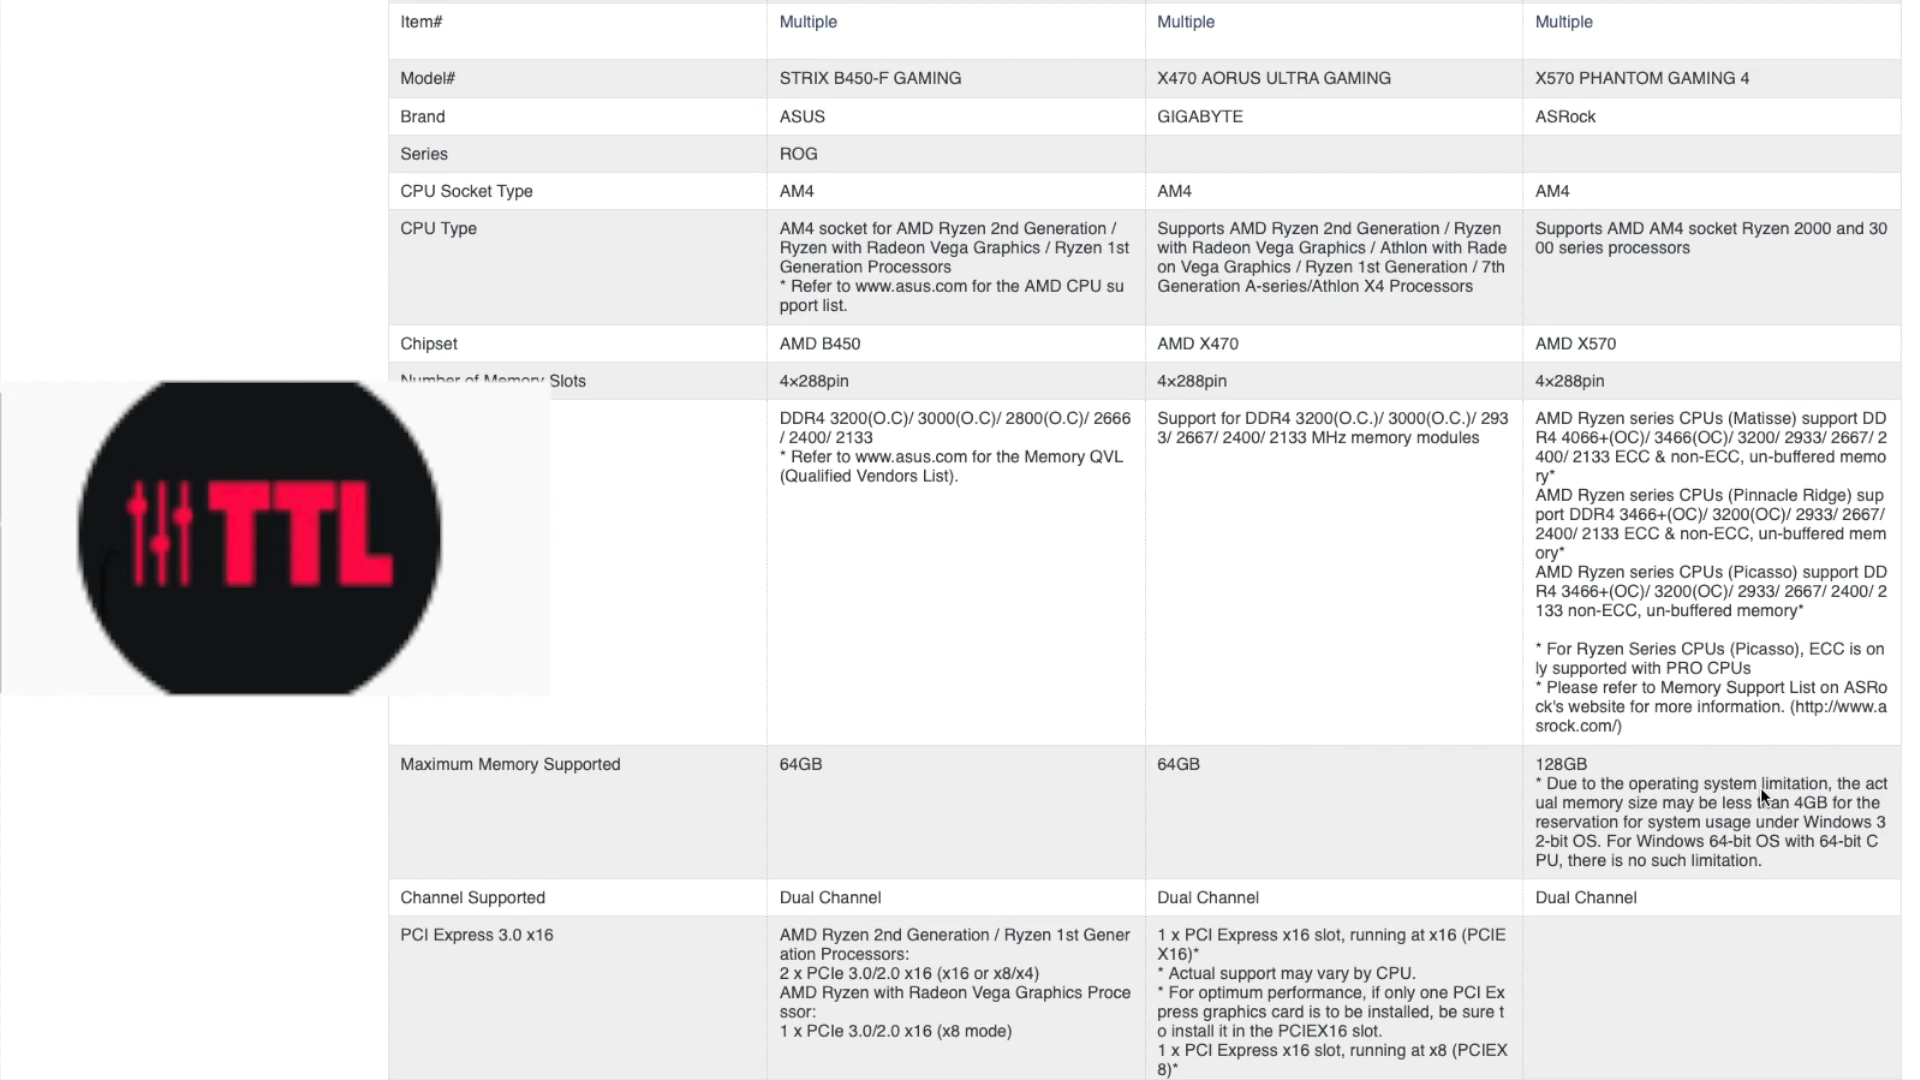 Item#
Multiple
Multiple
Multiple
Model#
STRIX B450-F GAMING
X470 AORUS ULTRA GAMING
X570 PHANTOM GAMING 4
Brand
ASUS
GIGABYTE
ASRock
Series
ROG
CPU Socket Type
AM4
AM4
AM4
CPU Type
AM4 socket for AMD Ryzen 2nd Generation /
Ryzen with Radeon Vega Graphics / Ryzen 1st
Generation Processors
* Refer to www.asus.com for the AMD CPU su
pport list.
Supports AMD Ryzen 2nd Generation / Ryzen
with Radeon Vega Graphics / Athlon with Rade
on Vega Graphics / Ryzen 1st Generation / 7th
Generation A-series/Athlon X4 Processors
Supports AMD AM4 socket Ryzen 2000 and 30
00 series processors
Chipset
AMD B450
AMD X470
AMD X570
Number of Memory Slots
4×288pin
4×288pin
4×288pin
DDR4 3200(O.C)/ 3000(O.C)/ 2800(O.C)/ 2666
/ 2400/ 2133
* Refer to www.asus.com for the Memory QVL
(Qualified Vendors List).
Support for DDR4 3200(O.C.)/ 3000(O.C.)/ 293
3/ 2667/ 2400/ 2133 MHz memory modules
AMD Ryzen series CPUs (Matisse) support DD
R4 4066+(OC)/ 3466(OC)/ 3200/ 2933/ 2667/ 2
400/ 2133 ECC & non-ECC, un-buffered memo
ry*
AMD Ryzen series CPUs (Pinnacle Ridge) sup
port DDR4 3466+(OC)/ 3200(OC)/ 2933/ 2667/
2400/ 2133 ECC & non-ECC, un-buffered mem
ory*
AMD Ryzen series CPUs (Picasso) support DD
R4 3466+(OC)/ 3200(OC)/ 2933/ 2667/ 2400/ 2
133 non-ECC, un-buffered memory*
* For Ryzen Series CPUs (Picasso), ECC is on
ly supported with PRO CPUs
* Please refer to Memory Support List on ASRo
ck's website for more information. (http://www.a
srock.com/)
TTL
Maximum Memory Supported
64GB
64GB
128GB
* Due to the operating system limitation, the act
ual memory size may be less than 4GB for the
reservation for system usage under Windows 3
2-bit OS. For Windows 64-bit OS with 64-bit C
PU, there is no such limitation.
Channel Supported
Dual Channel
Dual Channel
Dual Channel
PCI Express 3.0 x16
AMD Ryzen 2nd Generation / Ryzen 1st Gener
ation Processors:
2 x PCIe 3.0/2.0 x16 (x16 or x8/x4)
AMD Ryzen with Radeon Vega Graphics Proce
ssor:
1 x PCIe 3.0/2.0 x16 (x8 mode)
1 x PCI Express x16 slot, running at x16 (PCIE
X16)*
* Actual support may vary by CPU.
* For optimum performance, if only one PCI Ex
press graphics card is to be installed, be sure t
o install it in the PCIEX16 slot.
1 x PCI Express x16 slot, running at x8 (PCIEX
8)*